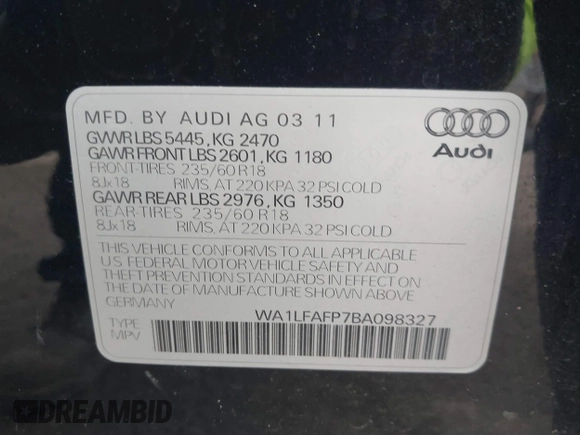 MFD. BY AUDI AG 03 11
GVWR LBS 5445, KG 2470
GAWR FRONT LBS 2601, KG 1180
FRONT-TIRES 235/60 R18
8Jx18 RIMS, AT 220 KPA 32 PSI COLD
GAWR REAR LBS 2976, KG 1350
REAR-TIRES 235/60 R18
8Jx18 RIMS, AT 220 KPA 32 PSI COLD
THIS VEHICLE CONFORMS TO ALL APPLICABLE
U.S. FEDERAL MOTOR VEHICLE SAFETY AND
THEFT PREVENTION STANDARDS IN EFFECT ON
THE DATE OF MANUFACTURE SHOWN ABOVE
GERMANY
WA1LFAFP7BA098327
TYPE
MPV
Audi
DREAMBID